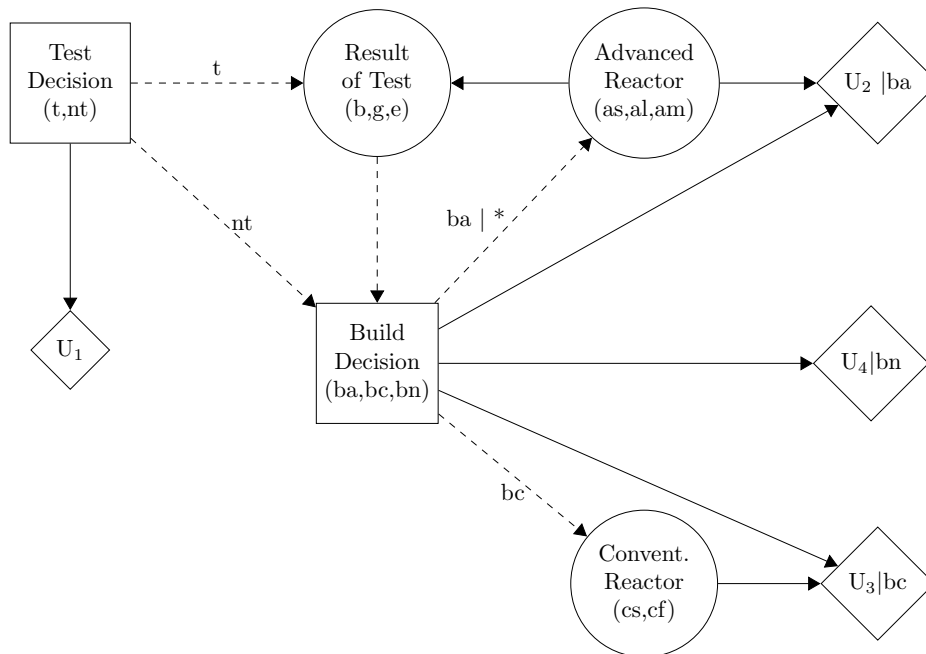 Test
Decision
(t,nt)
t
Result
of Test
(b,g,e)
Advanced
Reactor
(as,al,am)
U₂ |ba
nt
ba | *
U₁
Build
Decision
(ba,bc,bn)
U₄|bn
bc
Convent.
Reactor
(cs,cf)
U₃|bc